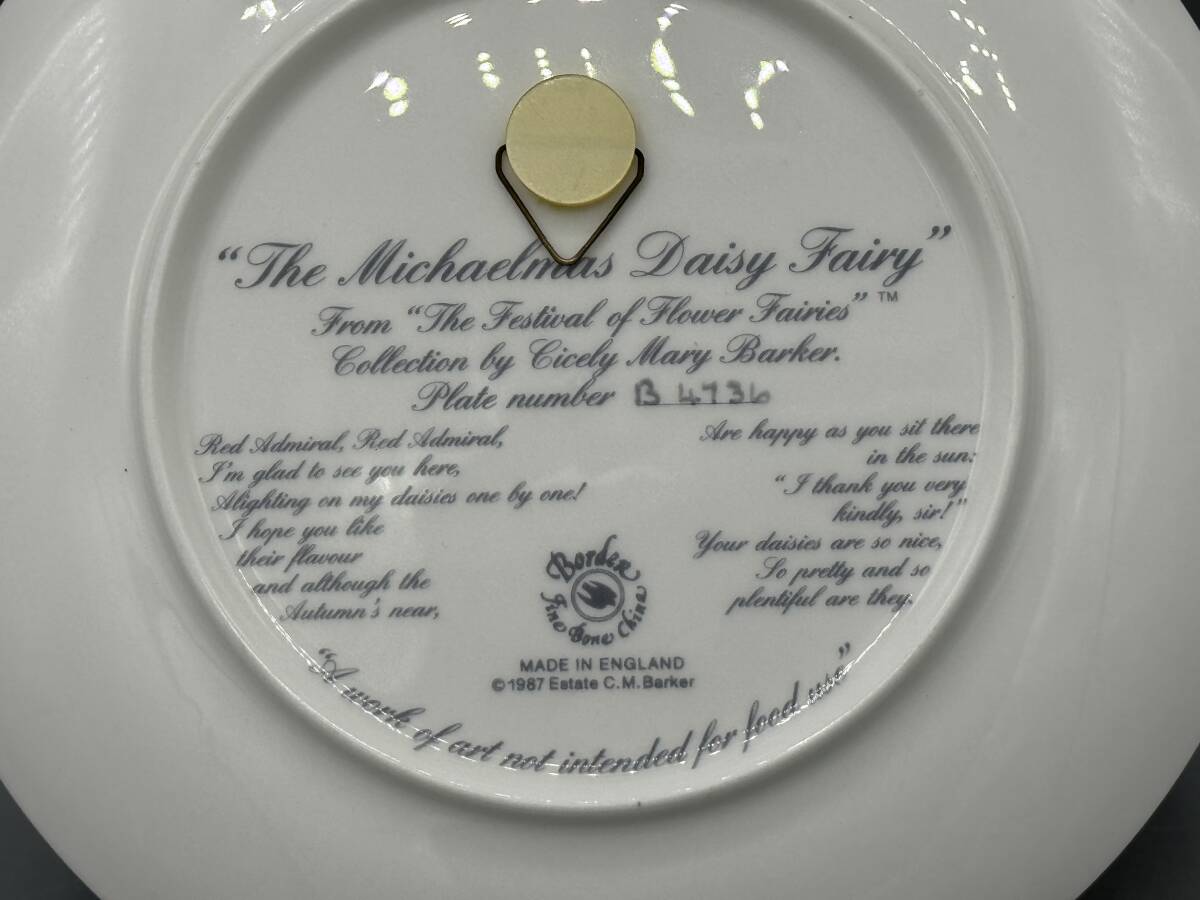 “The Michaelmas Daisy Fairy”
From “The Festival of Flower Fairies” ™
Collection by Cicely Mary Barker.
Plate number B 4736
Red Admiral, Red Admiral,
I'm glad to see you here,
Alighting on my daisies one by one!
I hope you like
their flavour
and although the
Autumn's near,
Are happy as you sit there
in the sun:
“I thank you very
kindly, sir!”
Your daisies are so nice,
So pretty and so
plentiful are they.
Border
Fine Bone China
MADE IN ENGLAND
©1987 Estate C.M.Barker
“A work of art not intended for food use”